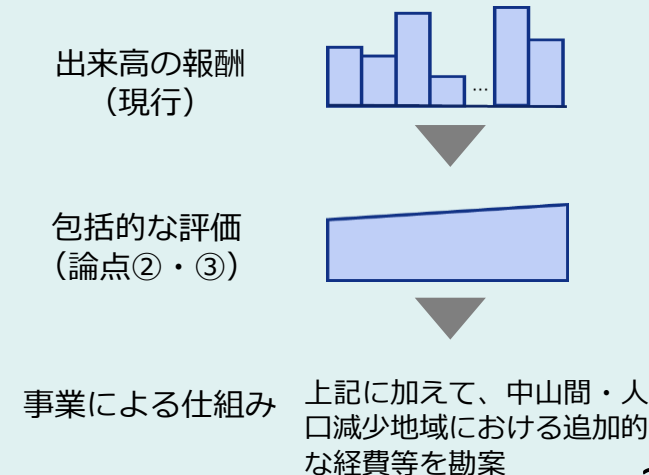 出来高の報酬
（現行）
…
包括的な評価
（論点②・③）
事業による仕組み
上記に加えて、中山間・人
口減少地域における追加的
な経費等を勘案